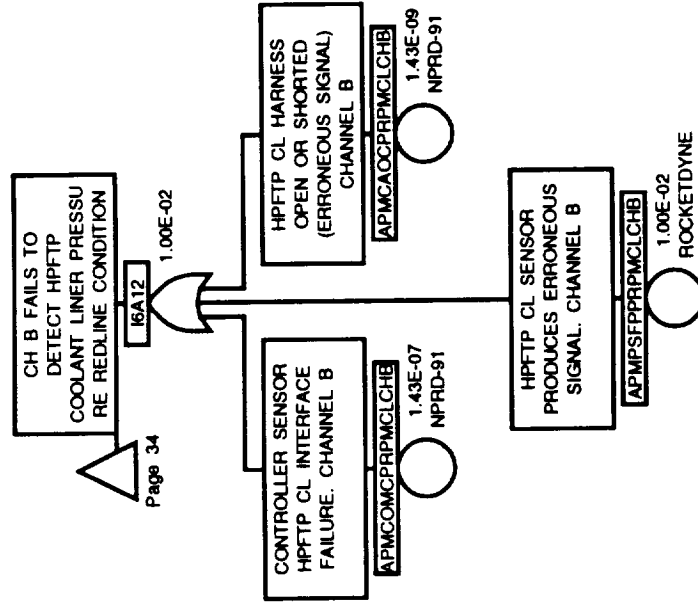 CH B FAILS TO
DETECT HPFTP
COOLANT LINER PRESSU
RE REDLINE CONDITION
Page 34
I6A12
1.00E-02
CONTROLLER SENSOR
HPFTP CL INTERFACE
FAILURE. CHANNEL B
APMCOMCPRPMCLCHB
1.43E-07
NPRD-91
HPFTP CL SENSOR
PRODUCES ERRONEOUS
SIGNAL. CHANNEL B
APMPSFPPRPMCLCHB
1.00E-02
ROCKETDYNE
HPFTP CL HARNESS
OPEN OR SHORTED
(ERRONEOUS SIGNAL)
CHANNEL B
APMCAOCPRPMCLCHB
1.43E-09
NPRD-91